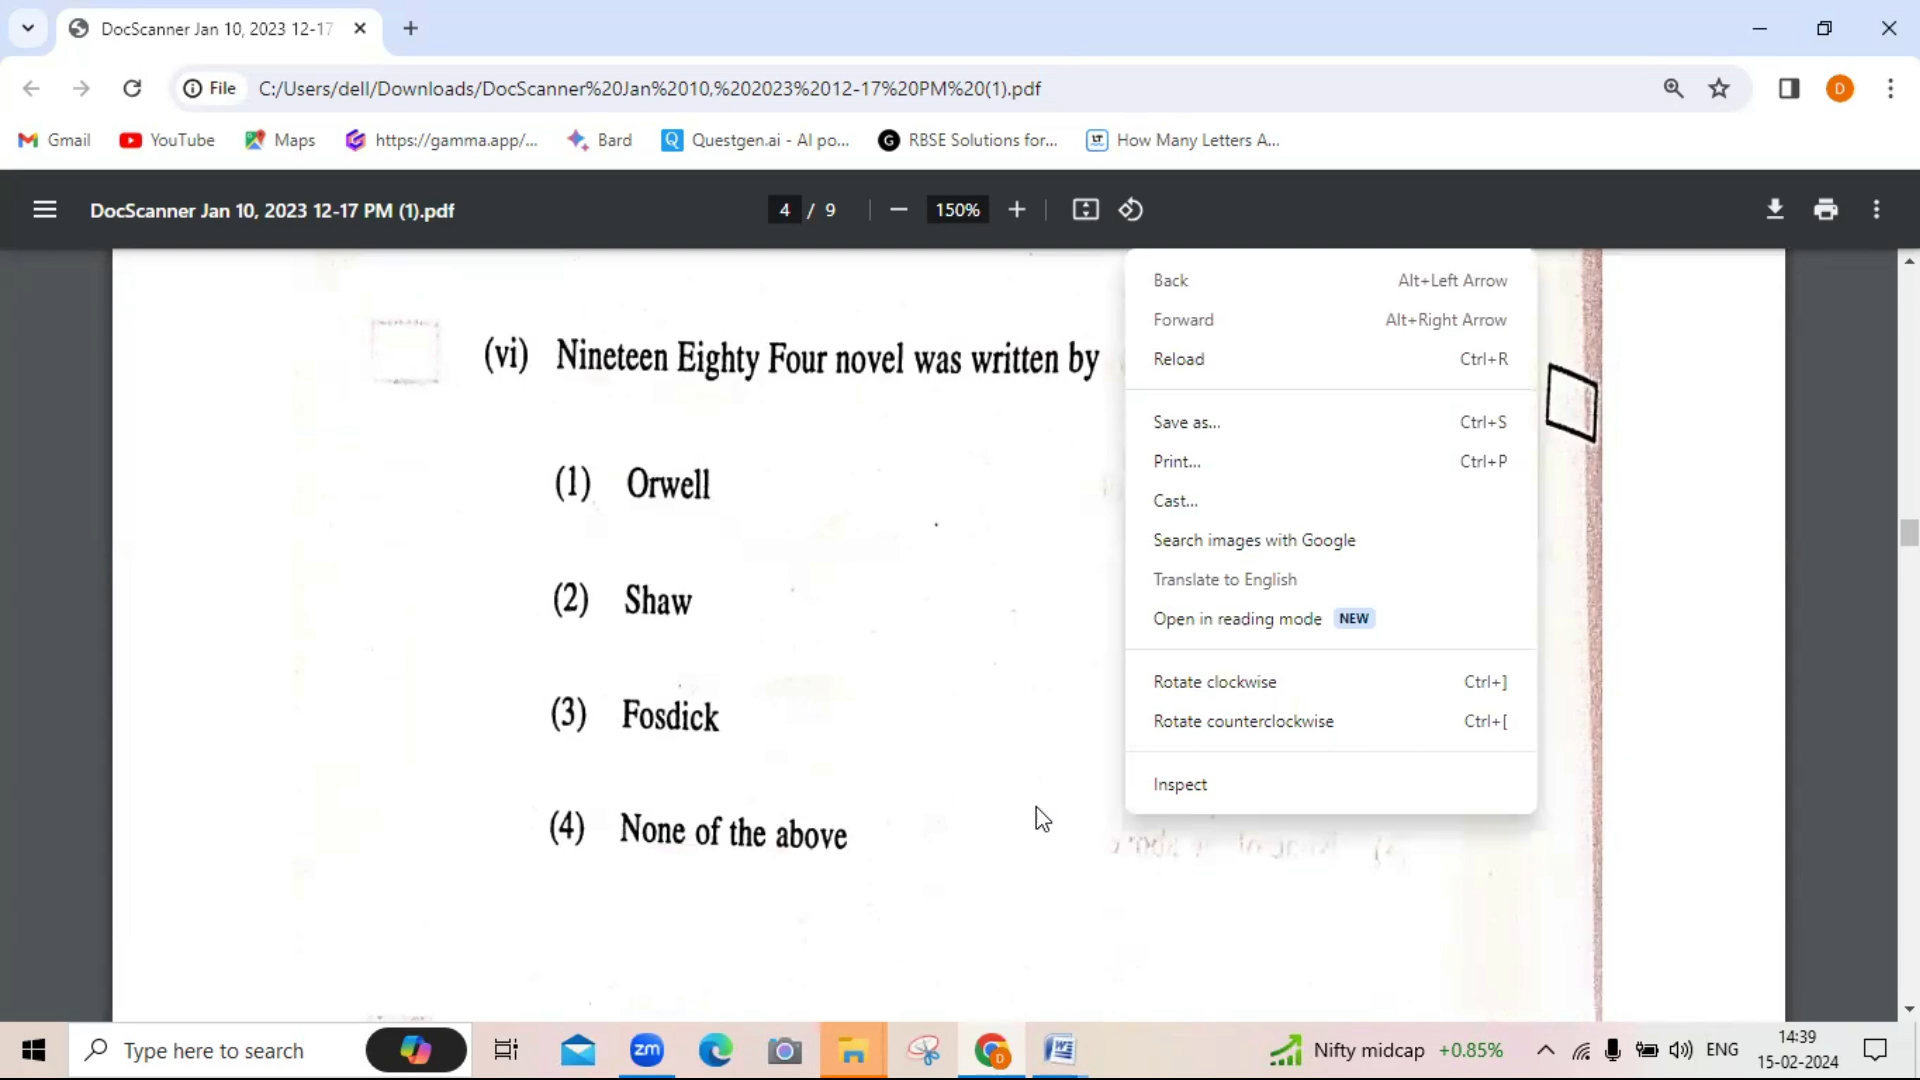 DocScanner Jan 10, 2023 12-17
File
C:/Users/dell/Downloads/DocScanner%20Jan%2010,%202023%2012-17%20PM%20(1).pdf
D
Gmail
YouTube
Maps
https://gamma.app/...
Bard
Questgen.ai - AI po...
RBSE Solutions for...
How Many Letters A...
DocScanner Jan 10, 2023 12-17 PM (1).pdf
4 / 9
150%
(vi) Nineteen Eighty Four novel was written by
(1) Orwell
(2) Shaw
(3) Fosdick
(4) None of the above
Back Alt+Left Arrow
Forward Alt+Right Arrow
Reload Ctrl+R
Save as... Ctrl+S
Print... Ctrl+P
Cast...
Search images with Google
Translate to English
Open in reading mode NEW
Rotate clockwise Ctrl+]
Rotate counterclockwise Ctrl+[
Inspect
Type here to search
zm
Nifty midcap +0.85%
ENG
14:39
15-02-2024